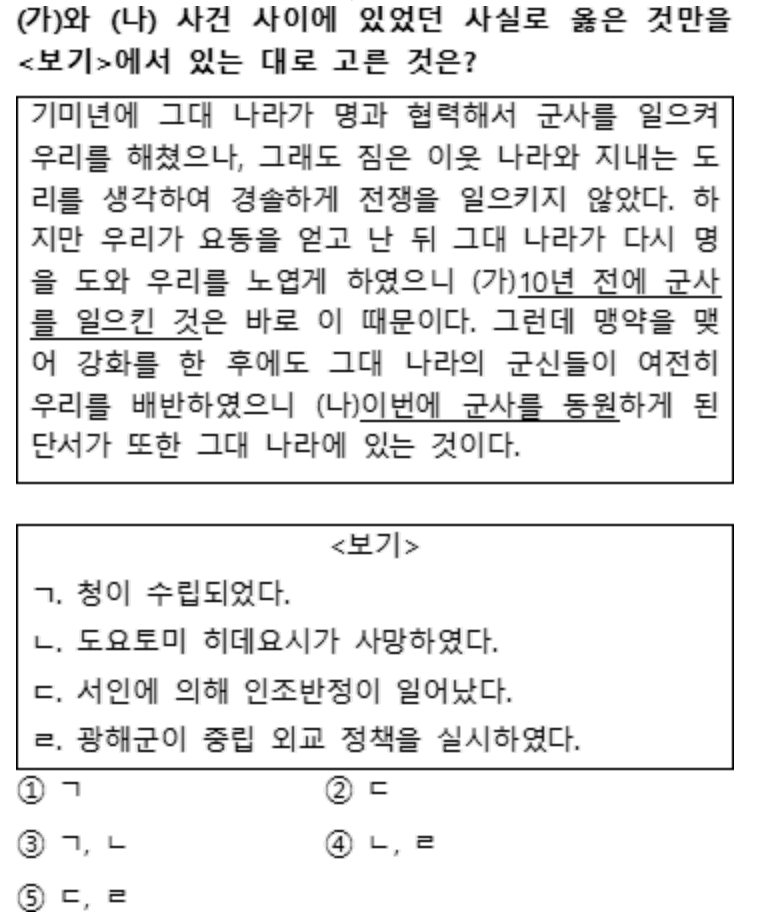 (가)와 (나) 사건 사이에 있었던 사실로 옳은 것만을
<보기>에서 있는 대로 고른 것은?
기미년에 그대 나라가 명과 협력해서 군사를 일으켜
우리를 해쳤으나, 그래도 짐은 이웃 나라와 지내는 도
리를 생각하여 경솔하게 전쟁을 일으키지 않았다. 하
지만 우리가 요동을 얻고 난 뒤 그대 나라가 다시 명
을 도와 우리를 노엽게 하였으니 (가)10년 전에 군사
를 일으킨 것은 바로 이 때문이다. 그런데 맹약을 맺
어 강화를 한 후에도 그대 나라의 군신들이 여전히
우리를 배반하였으니 (나)이번에 군사를 동원하게 된
단서가 또한 그대 나라에 있는 것이다.
<보기>
ㄱ. 청이 수립되었다.
ㄴ. 도요토미 히데요시가 사망하였다.
ㄷ. 서인에 의해 인조반정이 일어났다.
ㄹ. 광해군이 중립 외교 정책을 실시하였다.
① ㄱ ② ㄷ
③ ㄱ, ㄴ ④ ㄴ, ㄹ
⑤ ㄷ, ㄹ